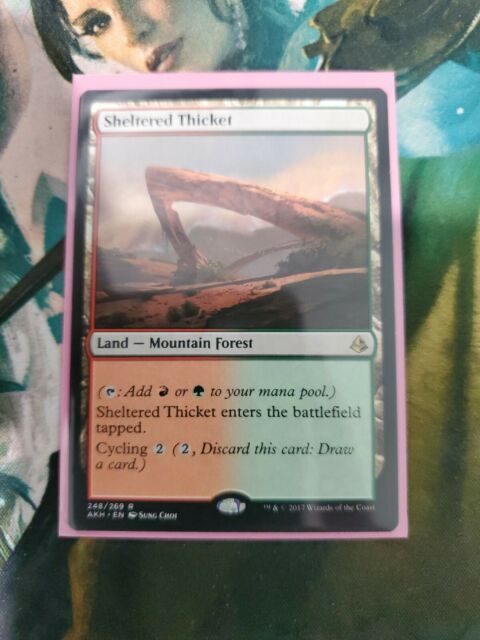 Sheltered Thicket
Land — Mountain Forest
(: Add or to your mana pool.)
Sheltered Thicket enters the battlefield
tapped.
Cycling 2 (2, Discard this card: Draw
a card.)
248/269 R
AKH • EN Sung Choi
™ & © 2017 Wizards of the Coast